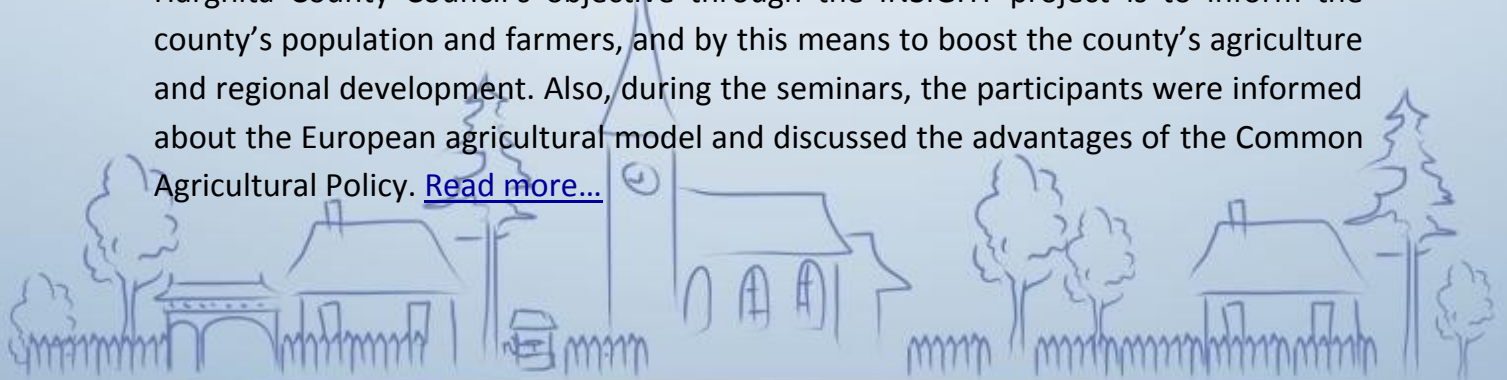 Harghita County Council's objective through the INSIGHT project is to inform the
county's population and farmers, and by this means to boost the county's agriculture
and regional development. Also, during the seminars, the participants were informed
about the European agricultural model and discussed the advantages of the Common
Agricultural Policy. Read more…